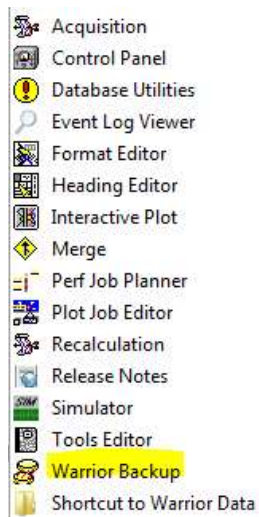 Acquisition
Control Panel
Database Utilities
Event Log Viewer
Format Editor
Heading Editor
Interactive Plot
Merge
Perf Job Planner
Plot Job Editor
Recalculation
Release Notes
SIM Simulator
Tools Editor
Warrior Backup
Shortcut to Warrior Data